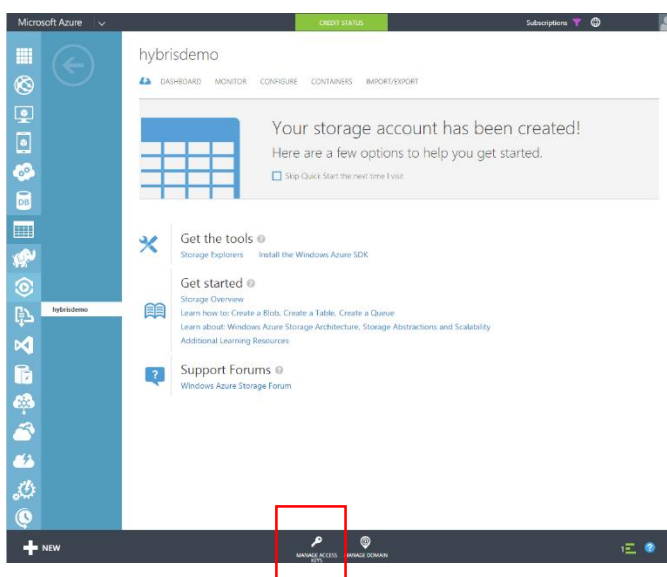 Microsoft Azure
CREDIT STATUS
Subscriptions
hybrisdemo
DASHBOARD MONITOR CONFIGURE CONTAINERS IMPORT/EXPORT
Your storage account has been created!
Here are a few options to help you get started.
Skip Quick Start the next time I visit
Get the tools
Storage Explorers Install the Windows Azure SDK
Get started
Storage Overview
Learn how to: Create a Blob, Create a Table, Create a Queue
Learn about: Windows Azure Storage Architecture, Storage Abstractions and Scalability
Additional Learning Resources
Support Forums
Windows Azure Storage Forum
DB
hybrisdemo
NEW
MANAGE ACCESS KEYS
MANAGE DOMAIN
1